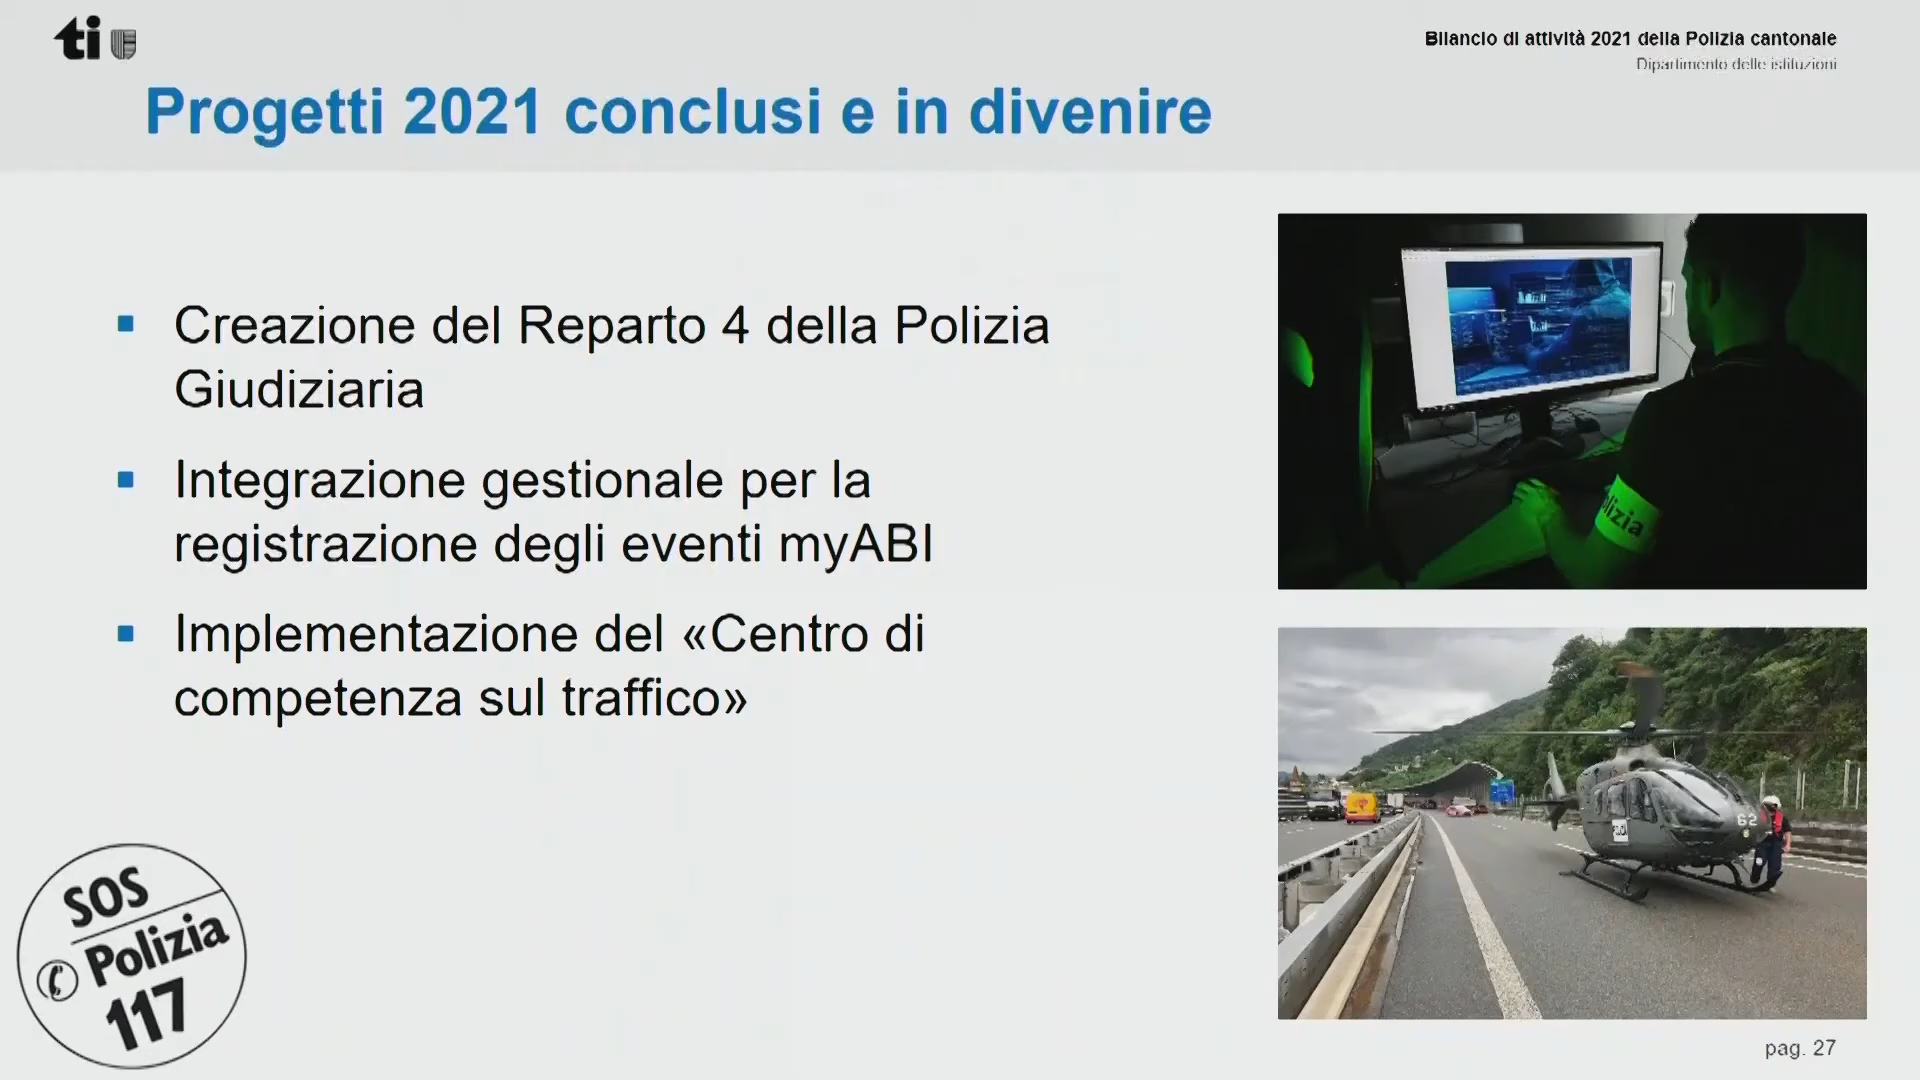 ti
Bilancio di attività 2021 della Polizia cantonale
Dipartimento delle istituzioni
Progetti 2021 conclusi e in divenire
Creazione del Reparto 4 della Polizia
Giudiziaria
Integrazione gestionale per la
registrazione degli eventi myABI
Implementazione del «Centro di
competenza sul traffico»
lizia
62
SOS
Polizia
117
pag. 27